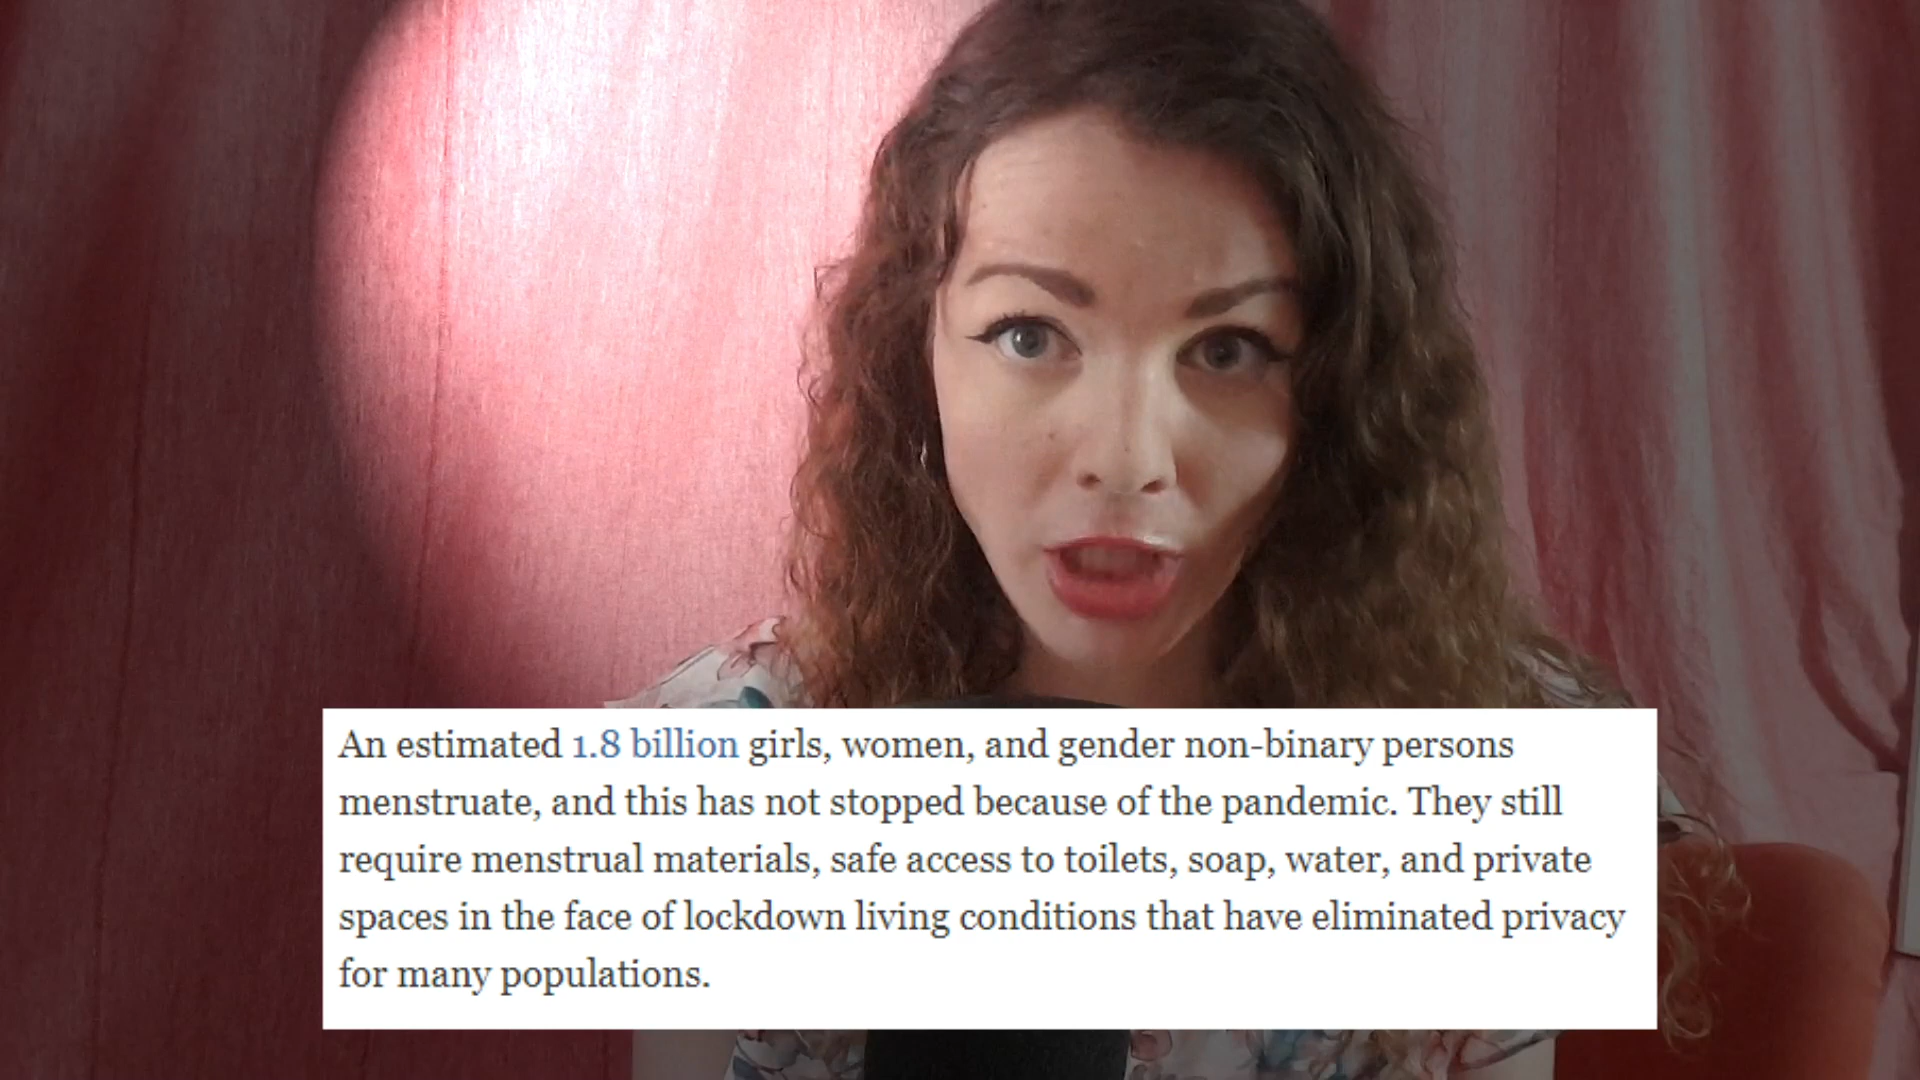 An estimated 1.8 billion girls, women, and gender non-binary persons
menstruate, and this has not stopped because of the pandemic. They still
require menstrual materials, safe access to toilets, soap, water, and private
spaces in the face of lockdown living conditions that have eliminated privacy
for many populations.